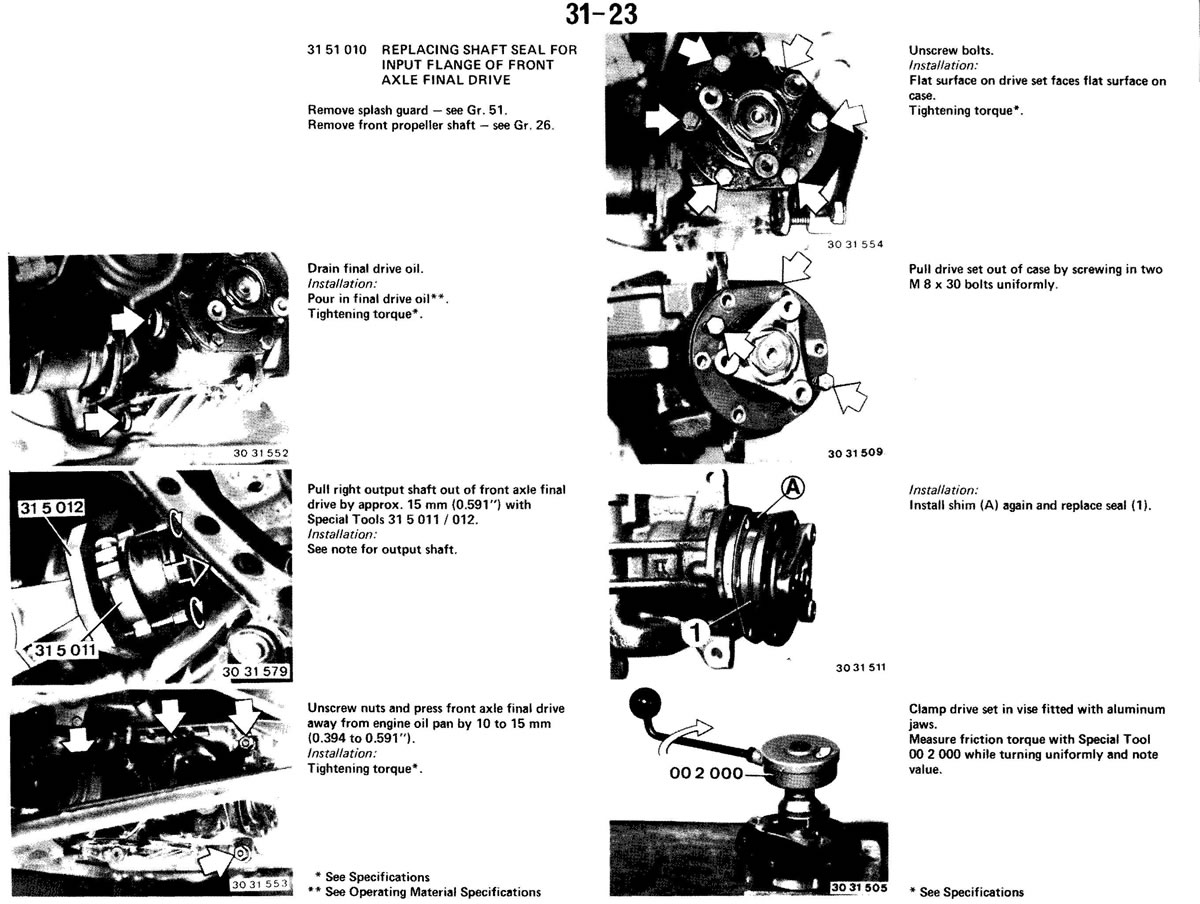 31-23
31 51 010 REPLACING SHAFT SEAL FOR
INPUT FLANGE OF FRONT
AXLE FINAL DRIVE
Remove splash guard — see Gr. 51.
Remove front propeller shaft — see Gr. 26.
30 31 552
Drain final drive oil.
Installation:
Pour in final drive oil**.
Tightening torque*.
31 5 012
31 5 011
30 31 579
Pull right output shaft out of front axle final
drive by approx. 15 mm (0.591") with
Special Tools 31 5 011 / 012.
Installation:
See note for output shaft.
30 31 553
Unscrew nuts and press front axle final drive
away from engine oil pan by 10 to 15 mm
(0.394 to 0.591").
Installation:
Tightening torque*.
* See Specifications
** See Operating Material Specifications
30 31 554
Unscrew bolts.
Installation:
Flat surface on drive set faces flat surface on
case.
Tightening torque*.
30 31 509
Pull drive set out of case by screwing in two
M 8 x 30 bolts uniformly.
A
1
30 31 511
Installation:
Install shim (A) again and replace seal (1).
00 2 000
30 31 505
Clamp drive set in vise fitted with aluminum
jaws.
Measure friction torque with Special Tool
00 2 000 while turning uniformly and note
value.
* See Specifications